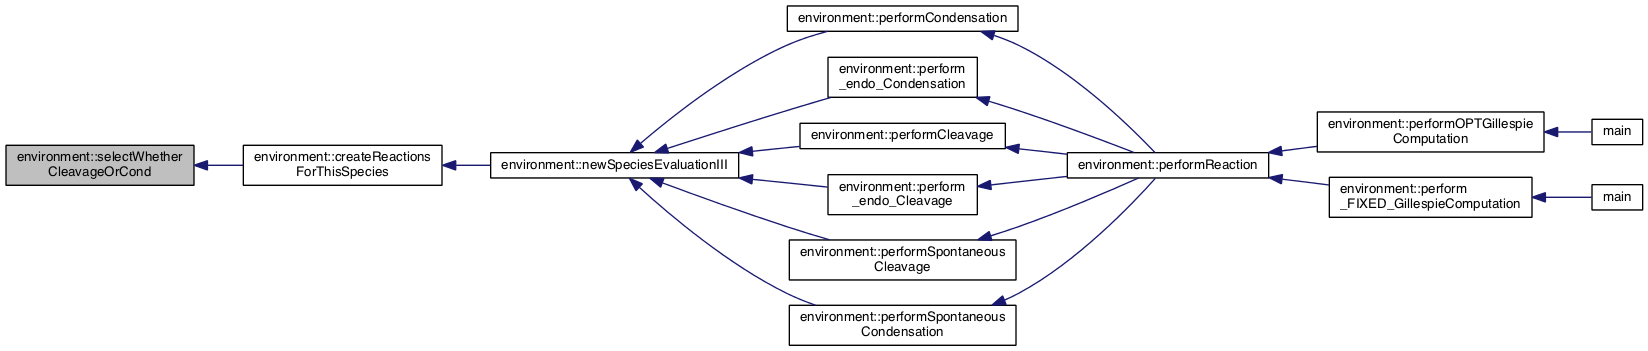 environment::selectWhether
CleavageOrCond
environment::createReactions
ForThisSpecies
environment::newSpeciesEvaluationIII
environment::performCondensation
environment::perform
_endo_Condensation
environment::performCleavage
environment::perform
_endo_Cleavage
environment::performSpontaneous
Cleavage
environment::performSpontaneous
Condensation
environment::performReaction
environment::performOPTGillespie
Computation
environment::perform
_FIXED_GillespieComputation
main
main